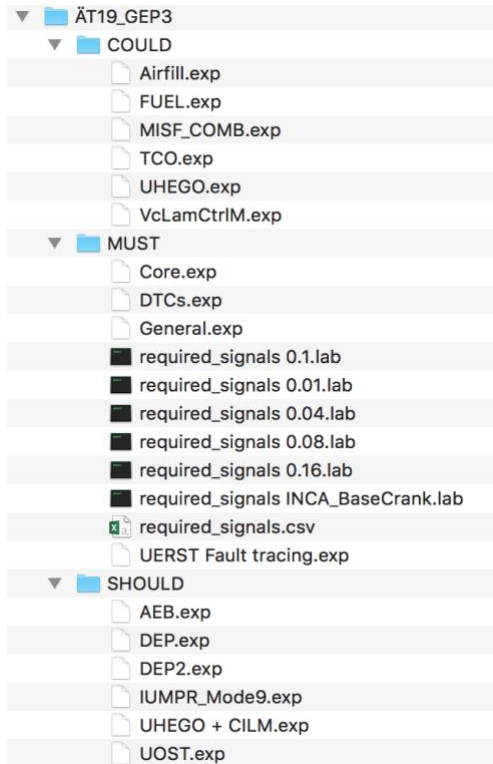 ÄT19_GEP3
COULD
Airfill.exp
FUEL.exp
MISF_COMB.exp
TCO.exp
UHEGO.exp
VcLamCtrlM.exp
MUST
Core.exp
DTCs.exp
General.exp
required_signals 0.1.lab
required_signals 0.01.lab
required_signals 0.04.lab
required_signals 0.08.lab
required_signals 0.16.lab
required_signals INCA_BaseCrank.lab
required_signals.csv
UERST Fault tracing.exp
SHOULD
AEB.exp
DEP.exp
DEP2.exp
IUMPR_Mode9.exp
UHEGO + CILM.exp
UOST.exp